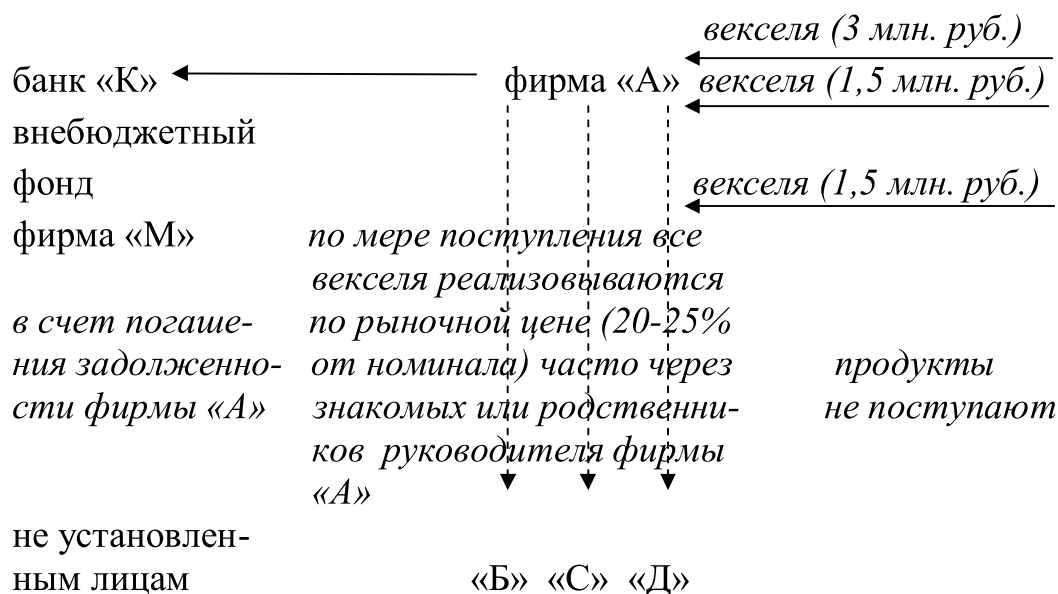 векселя (3 млн. руб.)
банк «К» фирма «А» векселя (1,5 млн. руб.)
внебюджетный
фонд векселя (1,5 млн. руб.)
фирма «М» по мере поступления все
векселя реализовываются
в счет погаше- по рыночной цене (20-25%
ния задолженно- от номинала) часто через продукты
сти фирмы «А» знакомых или родственни- не поступают
ков руководителя фирмы
«А»
не установлен-
ным лицам «Б» «С» «Д»